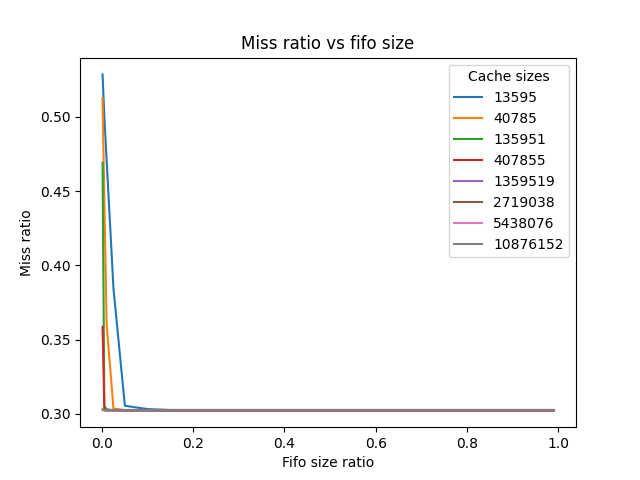 Miss ratio vs fifo size
Cache sizes
13595
40785
135951
407855
1359519
2719038
5438076
10876152
Miss ratio
0.50
0.45
0.40
0.35
0.30
0.0 0.2 0.4 0.6 0.8 1.0
Fifo size ratio